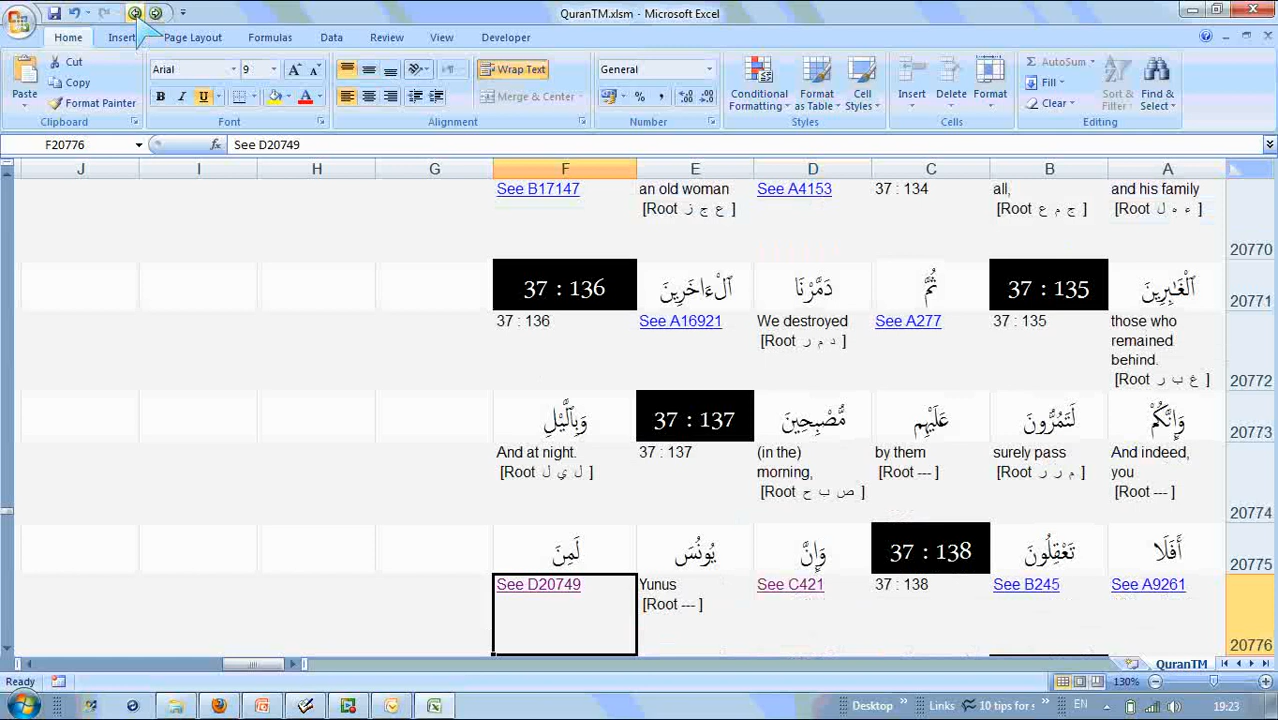 QuranTM.xlsm - Microsoft Excel
Home Insert Page Layout Formulas Data Review View Developer
Paste Cut Copy Format Painter Clipboard
Arial 9 B I U A A A Font
Wrap Text Merge & Center Alignment
General % , Number
Conditional Formatting Format as Table Cell Styles Styles
Insert Delete Format Cells
AutoSum Fill Clear Sort & Filter Find & Select Editing
F20776 fx See D20749
J I H G F E D C B A
See B17147 an old woman See A4153 37 : 134 all, and his family
[Root ع ج ز ] [Root ج م ع ] [Root ه ه ل ]
20770
37 : 136 ٱلْءَاخَرِينَ دَمَّرْنَا ثُمَّ 37 : 135 ٱلْغَٰبِرِينَ
20771
37 : 136 See A16921 We destroyed See A277 37 : 135 those who
[Root د م ر ] remained
behind.
[Root غ ب ر ]
20772
وَبِٱلَّيْلِ 37 : 137 مُّصْبِحِينَ عَلَيْهِم لَتَمُرُّونَ وَإِنَّكُمْ
20773
And at night. 37 : 137 (in the) by them surely pass And indeed,
[Root ل ي ل ] morning, [Root --- ] [Root م ر ر ] you
[Root ص ب ح ] [Root --- ]
20774
لَمِنَ يُونُسَ وَإِنَّ 37 : 138 تَعْقِلُونَ أَفَلَا
20775
See D20749 Yunus See C421 37 : 138 See B245 See A9261
[Root --- ]
20776
QuranTM
Ready 130%
Desktop » Links » 10 tips for s » EN 19:23